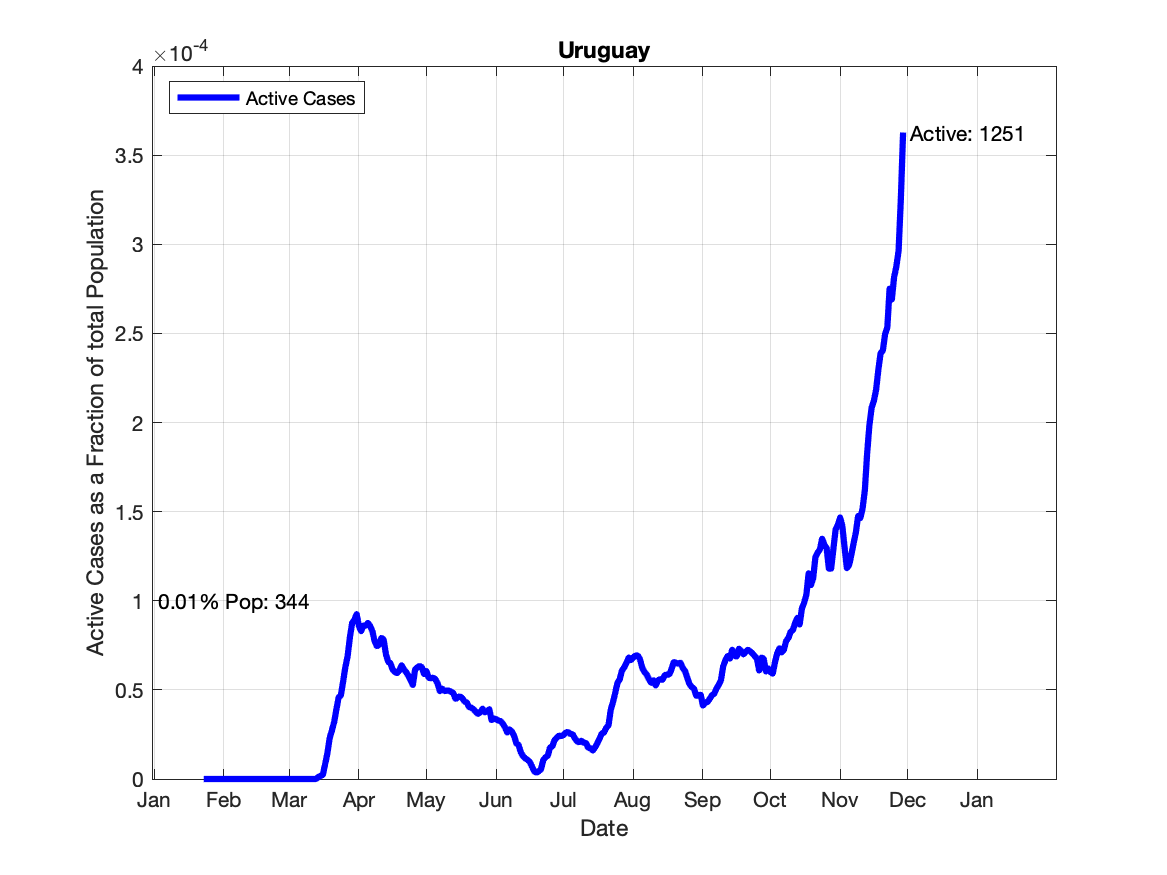 Uruguay
×10-4
4
3.5
3
2.5
2
1.5
1
0.5
0
Active Cases as a Fraction of total Population
Active Cases
Active: 1251
0.01% Pop: 344
Jan Feb Mar Apr May Jun Jul Aug Sep Oct Nov Dec Jan
Date